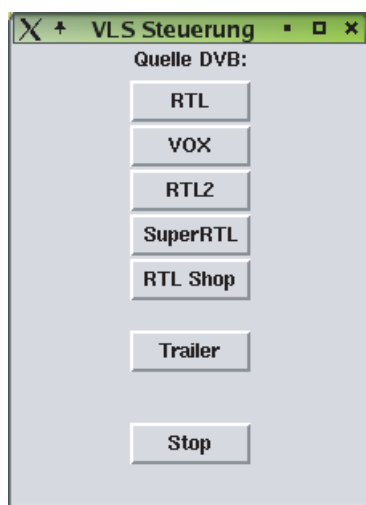 VLS Steuerung
Quelle DVB:
RTL
VOX
RTL2
SuperRTL
RTL Shop
Trailer
Stop